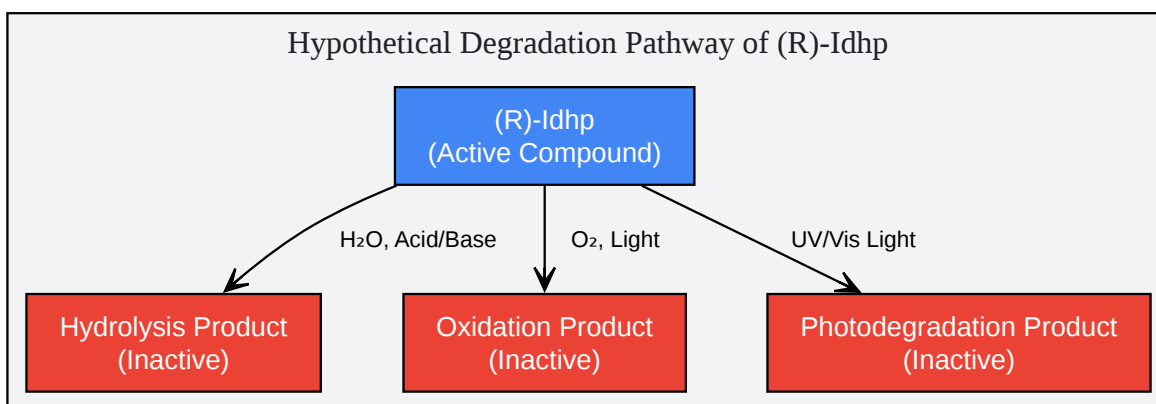 Hypothetical Degradation Pathway of (R)-Idhp
(R)-Idhp
(Active Compound)
H₂O, Acid/Base
O₂, Light
UV/Vis Light
Hydrolysis Product
(Inactive)
Oxidation Product
(Inactive)
Photodegradation Product
(Inactive)